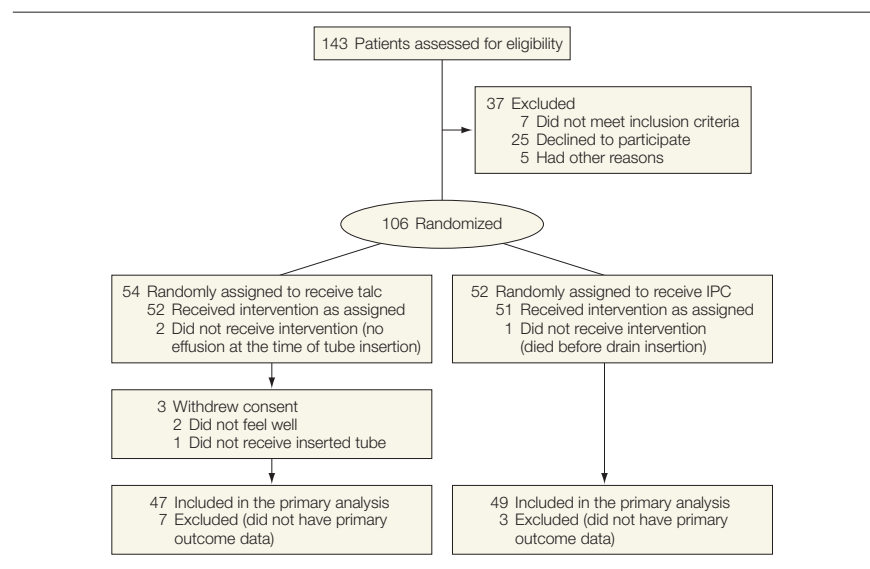 143 Patients assessed for eligibility
37 Excluded
7 Did not meet inclusion criteria
25 Declined to participate
5 Had other reasons
106 Randomized
54 Randomly assigned to receive talc
52 Received intervention as assigned
2 Did not receive intervention (no
effusion at the time of tube insertion)
52 Randomly assigned to receive IPC
51 Received intervention as assigned
1 Did not receive intervention
(died before drain insertion)
3 Withdrew consent
2 Did not feel well
1 Did not receive inserted tube
47 Included in the primary analysis
7 Excluded (did not have primary
outcome data)
49 Included in the primary analysis
3 Excluded (did not have primary
outcome data)